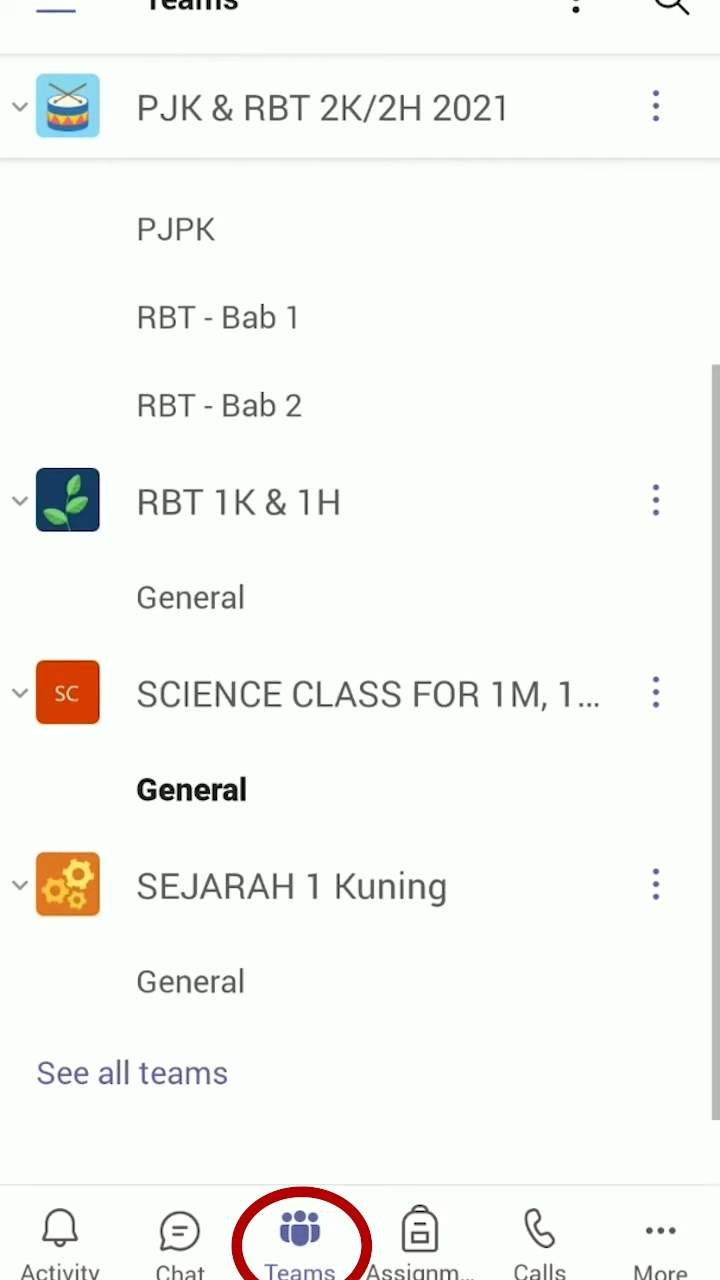 Teams
PJK & RBT 2K/2H 2021
PJPK
RBT - Bab 1
RBT - Bab 2
RBT 1K & 1H
General
SC
SCIENCE CLASS FOR 1M, 1...
General
SEJARAH 1 Kuning
General
See all teams
Activity Chat Teams Assignm... Calls More